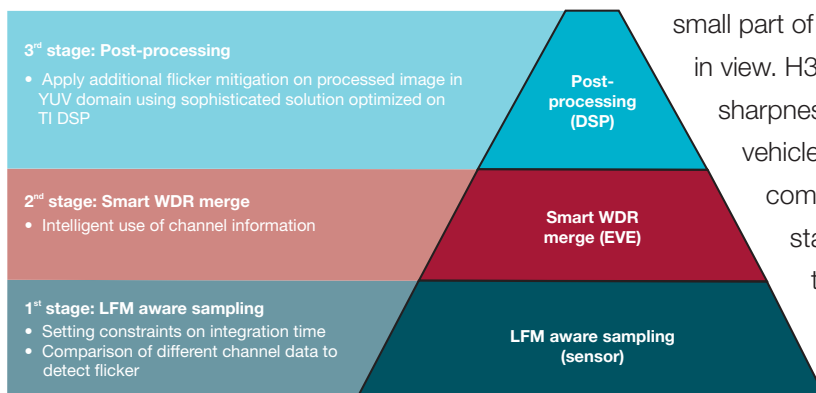 3rd stage: Post-processing
• Apply additional flicker mitigation on processed image in
YUV domain using sophisticated solution optimized on
TI DSP
Post-
processing
(DSP)
2nd stage: Smart WDR merge
• Intelligent use of channel information
Smart WDR
merge (EVE)
1st stage: LFM aware sampling
• Setting constraints on integration time
• Comparison of different channel data to
detect flicker
LFM aware sampling
(sensor)
small part of
in view. H3
sharpness
vehicle
com
sta
t